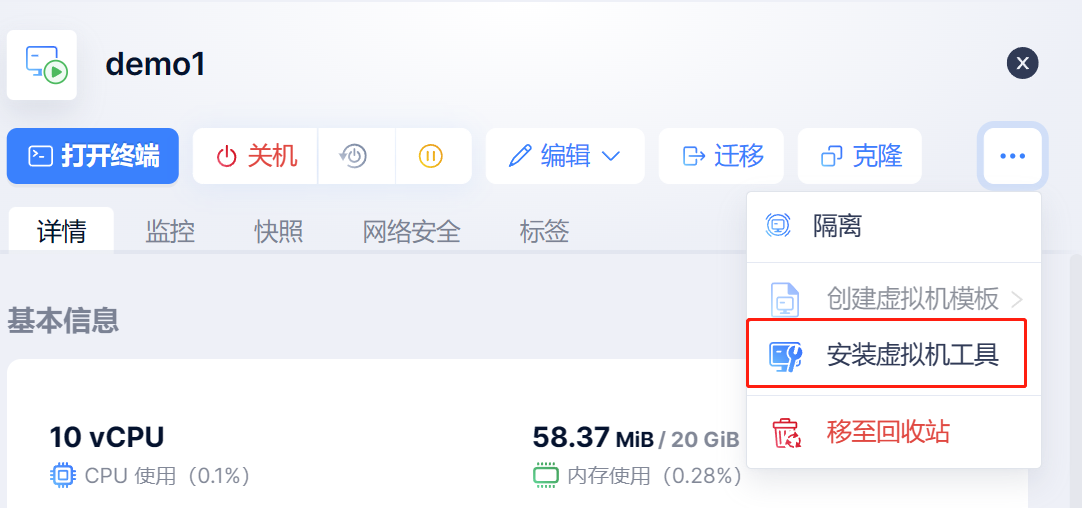 demo1
打开终端 关机 编辑 迁移 克隆
详情 监控 快照 网络安全 标签
隔离
创建虚拟机模板
安装虚拟机工具
移至回收站
基本信息
10 vCPU
CPU 使用（0.1%）
58.37 MiB / 20 GiB
内存使用（0.28%）